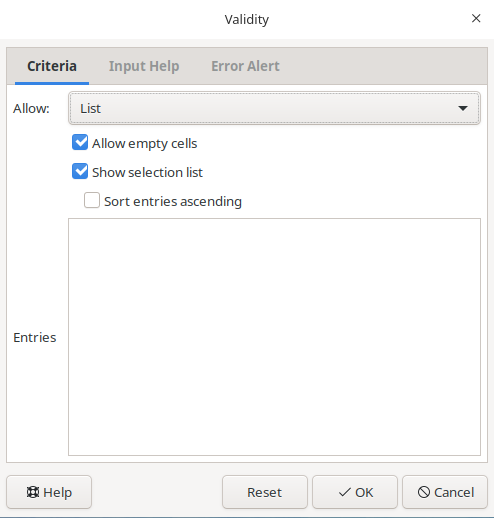 Validity
Criteria Input Help Error Alert
Allow: List
Allow empty cells
Show selection list
Sort entries ascending
Entries
Help Reset OK Cancel